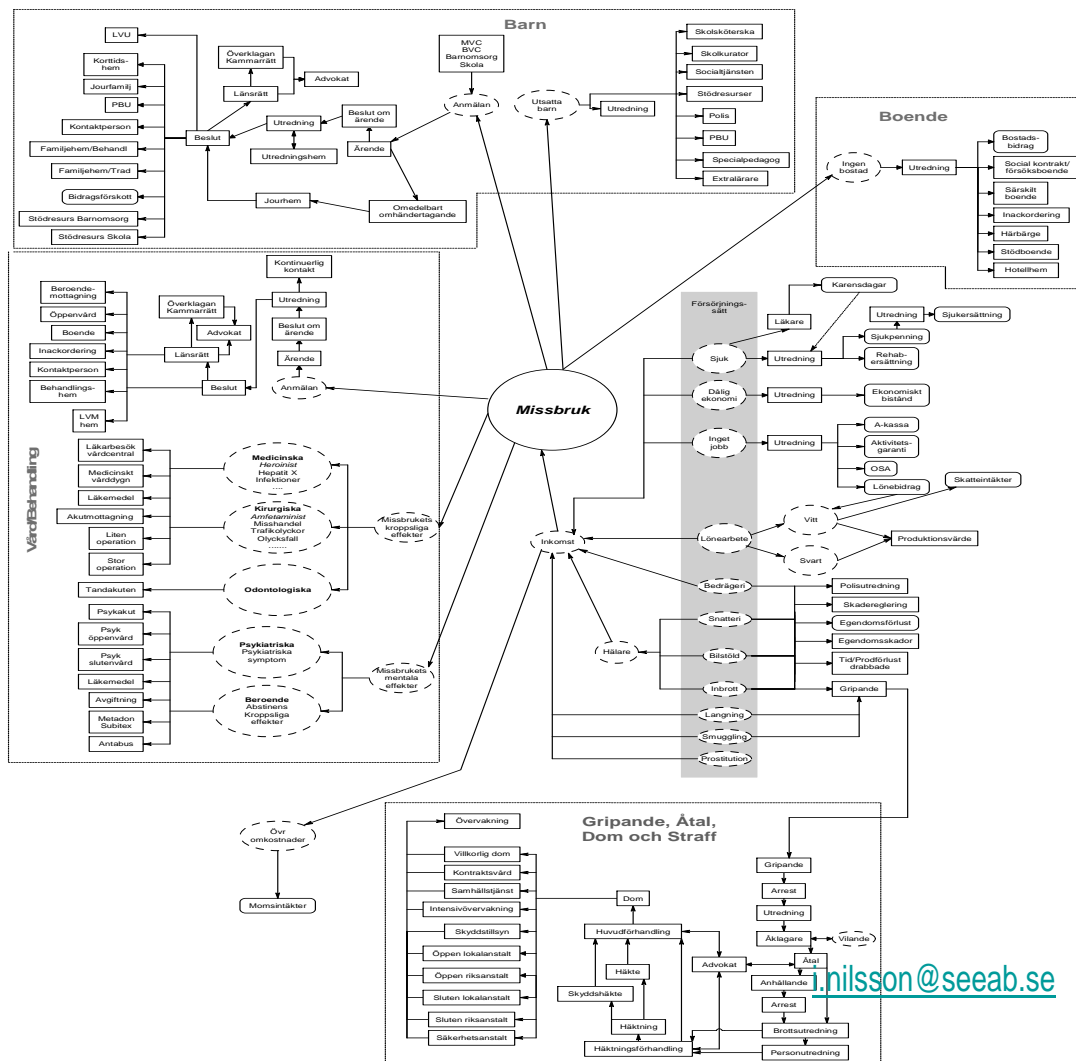 Barn
LVU
Korttids-
hem
Jourfamilj
PBU
Kontaktperson
Familjehem/Behandl
Familjehem/Trad
Bidragsförskott
Stödresurs Barnomsorg
Stödresurs Skola
Överklagan
Kammarrätt
Advokat
Länsrätt
Beslut
Utredning
Utredningshem
Beslut om
ärende
Ärende
Jourhem
Omedelbart
omhändertagande
MVC
BVC
Barnomsorg
Skola
Anmälan
Utsatta
barn
Utredning
Skolsköterska
Skolkurator
Socialtjänsten
Stödresurser
Polis
PBU
Specialpedagog
Extralärare
Boende
Ingen
bostad
Utredning
Bostads-
bidrag
Social kontrakt/
försöksboende
Särskilt
boende
Inackordering
Härbärge
Stödboende
Hotellhem
Vård/Behandling
Beroende-
mottagning
Öppenvård
Boende
Inackordering
Kontaktperson
Behandlings-
hem
LVM
hem
Överklagan
Kammarrätt
Advokat
Länsrätt
Beslut
Kontinuerlig
kontakt
Utredning
Beslut om
ärende
Ärende
Anmälan
Läkarbesök
vårdcentral
Medicinskt
vårddygn
Läkemedel
Akutmottagning
Liten
operation
Stor
operation
Tandakuten
Psykakut
Psyk
öppenvård
Psyk
slutenvård
Läkemedel
Avgiftning
Metadon
Subitex
Antabus
Medicinska
Heroinist
Hepatit X
Infektioner
....
Kirurgiska
Amfetaminist
Misshandel
Trafikolyckor
Olycksfall
.......
Odontologiska
Psykiatriska
Psykiatriska
symptom
Beroende
Abstinens
Kroppsliga
effekter
Missbrukets
kroppsliga
effekter
Missbrukets
mentala
effekter
Missbruk
Inkomst
Hälare
Försörjnings-
sätt
Sjuk
Dålig
ekonomi
Inget
jobb
Lönearbete
Bedrägeri
Snatteri
Bilstöld
Inbrott
Langning
Smuggling
Prostitution
Läkare
Karensdagar
Utredning
Utredning
Sjukersättning
Sjukpenning
Rehab-
ersättning
Utredning
Ekonomiskt
bistånd
Utredning
A-kassa
Aktivitets-
garanti
OSA
Lönebidrag
Skatteintäkter
Vitt
Svart
Produktionsvärde
Polisutredning
Skadereglering
Egendomsförlust
Egendomsskador
Tid/Prodförlust
drabbade
Gripande
Övr
omkostnader
Momsintäkter
Gripande, Åtal,
Dom och Straff
Övervakning
Villkorlig dom
Kontraktsvård
Samhällstjänst
Intensivövervakning
Skyddstillsyn
Öppen lokalanstalt
Öppen riksanstalt
Sluten lokalanstalt
Sluten riksanstalt
Säkerhetsanstalt
Dom
Huvudförhandling
Häkte
Skyddshäkte
Häktning
Häktningsförhandling
Advokat
Gripande
Arrest
Utredning
Åklagare
Vilande
Åtal
Anhållande
Arrest
Brottsutredning
Personutredning
i.nilsson@seeab.se